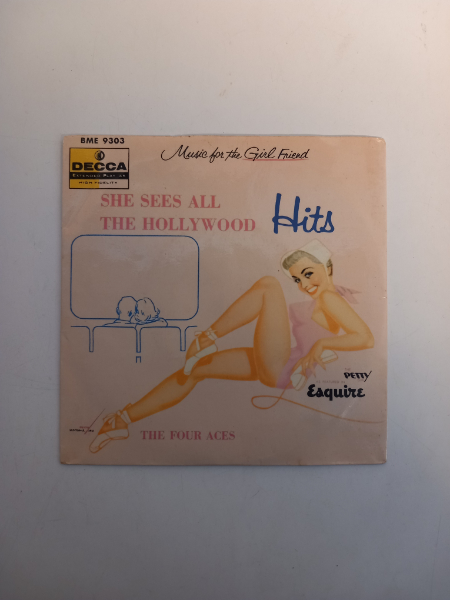 BME 9303
DECCA
EXTENDED PLAY 45
HIGH FIDELITY
Music for the Girl Friend
SHE SEES ALL
THE HOLLYWOOD Hits
PETTY
Esquire
THE FOUR ACES